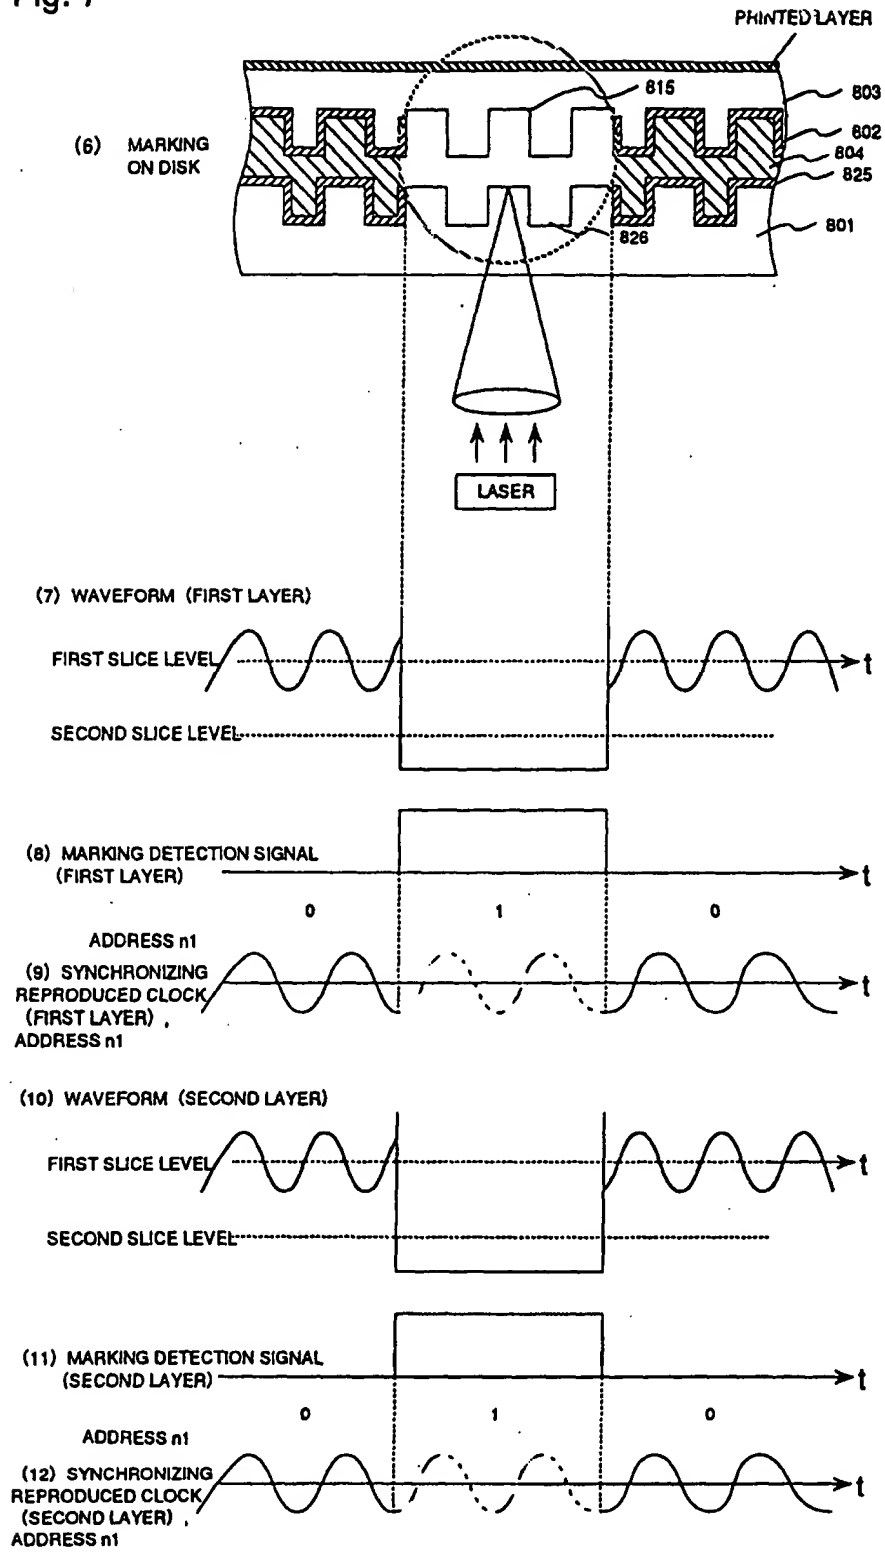 Fig. 7
PRINTED LAYER
815
803
802
(6) MARKING
ON DISK
804
825
826
801
LASER
(7) WAVEFORM (FIRST LAYER)
FIRST SLICE LEVEL
t
SECOND SLICE LEVEL
(8) MARKING DETECTION SIGNAL
(FIRST LAYER)
t
0
1
0
ADDRESS n1
(9) SYNCHRONIZING
REPRODUCED CLOCK
(FIRST LAYER) ,
ADDRESS n1
t
(10) WAVEFORM (SECOND LAYER)
FIRST SLICE LEVEL
t
SECOND SLICE LEVEL
(11) MARKING DETECTION SIGNAL
(SECOND LAYER)
t
0
1
0
ADDRESS n1
(12) SYNCHRONIZING
REPRODUCED CLOCK
(SECOND LAYER) ,
ADDRESS n1
t